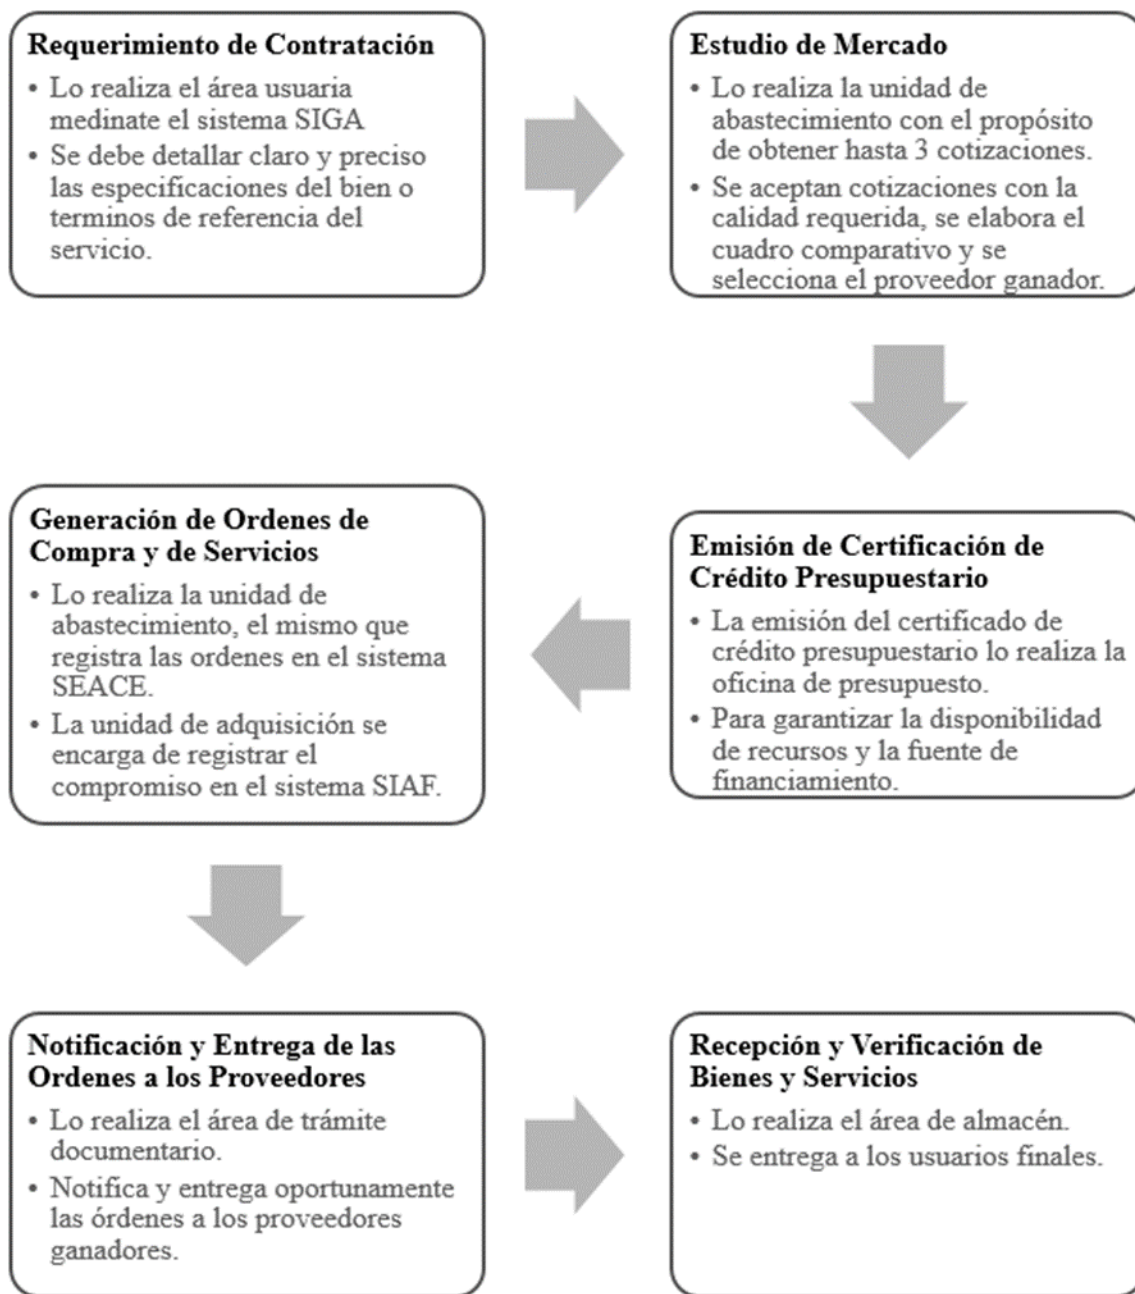 Requerimiento de Contratación
• Lo realiza el área usuaria
medinate el sistema SIGA
• Se debe detallar claro y preciso
las especificaciones del bien o
terminos de referencia del
servicio.
Estudio de Mercado
• Lo realiza la unidad de
abastecimiento con el propósito
de obtener hasta 3 cotizaciones.
• Se aceptan cotizaciones con la
calidad requerida, se elabora el
cuadro comparativo y se
selecciona el proveedor ganador.
Emisión de Certificación de
Crédito Presupuestario
• La emisión del certificado de
crédito presupuestario lo realiza la
oficina de presupuesto.
• Para garantizar la disponibilidad
de recursos y la fuente de
financiamiento.
Generación de Ordenes de
Compra y de Servicios
• Lo realiza la unidad de
abastecimiento, el mismo que
registra las ordenes en el sistema
SEACE.
• La unidad de adquisición se
encarga de registrar el
compromiso en el sistema SIAF.
Notificación y Entrega de las
Ordenes a los Proveedores
• Lo realiza el área de trámite
documentario.
• Notifica y entrega oportunamente
las órdenes a los proveedores
ganadores.
Recepción y Verificación de
Bienes y Servicios
• Lo realiza el área de almacén.
• Se entrega a los usuarios finales.